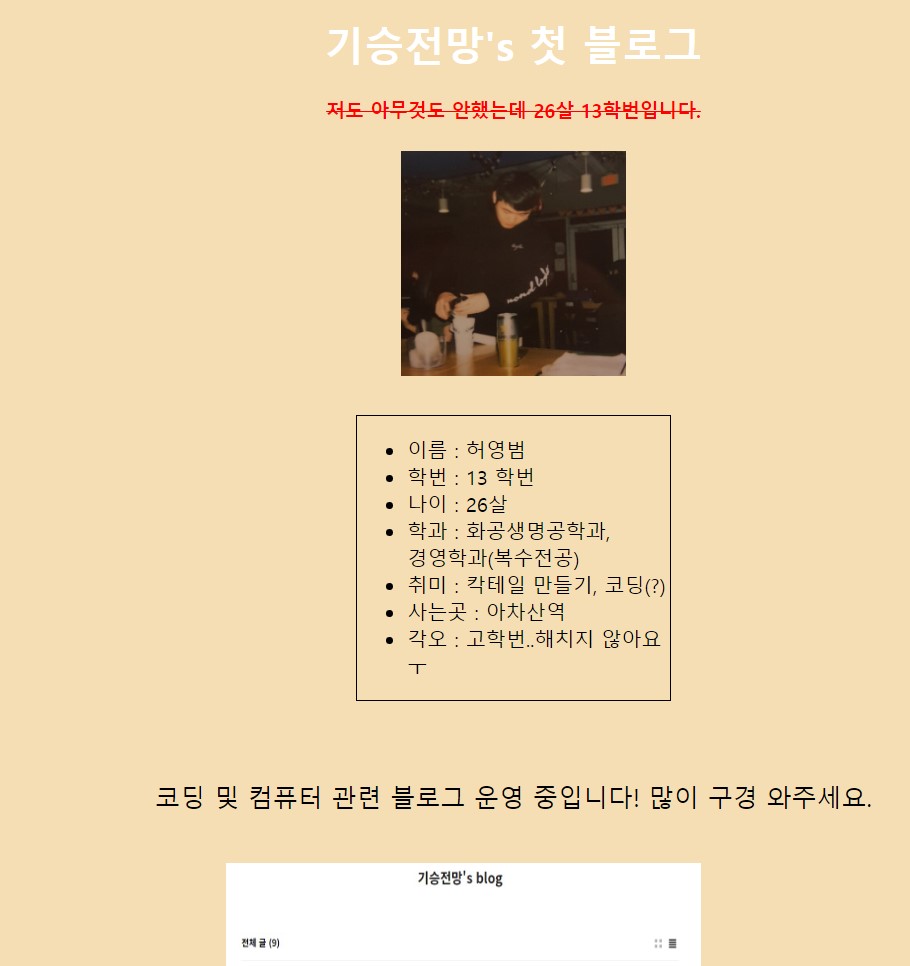 기승전망's 첫 블로그
저도 아무것도 안했는데 26살 13학번입니다.
이름 : 허영범
학번 : 13 학번
나이 : 26살
학과 : 화공생명공학과,
경영학과(복수전공)
취미 : 칵테일 만들기, 코딩(?)
사는곳 : 아차산역
각오 : 고학번..해치지 않아요
ㅜ
코딩 및 컴퓨터 관련 블로그 운영 중입니다! 많이 구경 와주세요.
기승전망's blog
전체 글 (9)